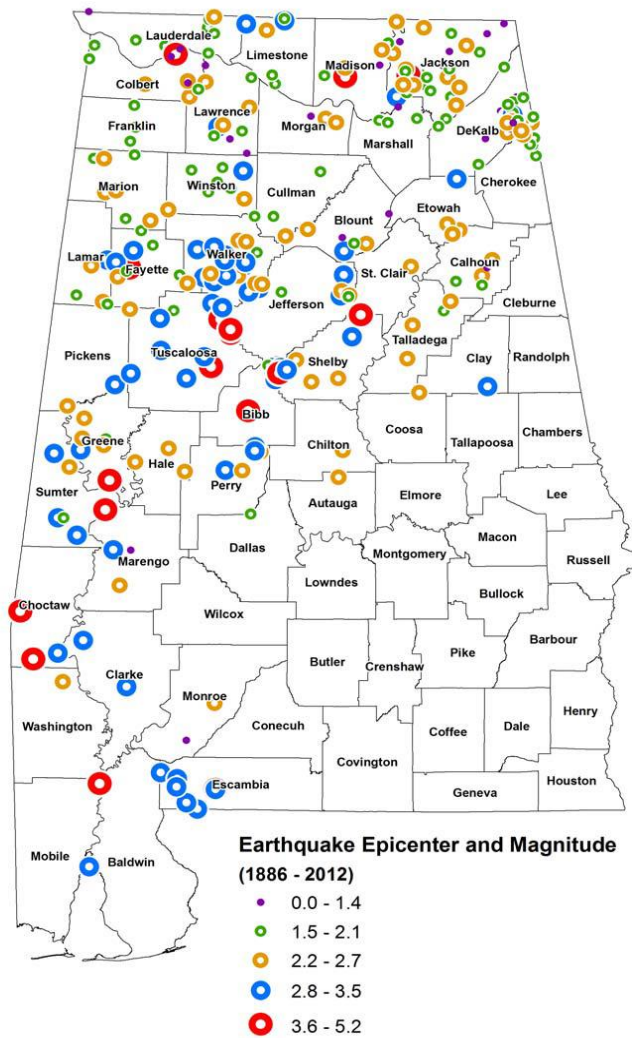 Lauderdale
Limestone
Madison
Jackson
Colbert
Lawrence
Franklin
Morgan
Marshall
DeKalb
Marion
Winston
Cullman
Cherokee
Etowah
Blount
Walker
Lamar
Fayette
St. Clair
Calhoun
Cleburne
Jefferson
Talladega
Pickens
Tuscaloosa
Shelby
Clay
Randolph
Bibb
Coosa
Tallapoosa
Chambers
Greene
Chilton
Hale
Perry
Sumter
Autauga
Elmore
Lee
Dallas
Montgomery
Macon
Russell
Marengo
Lowndes
Bullock
Choctaw
Wilcox
Barbour
Butler
Crenshaw
Pike
Clarke
Monroe
Henry
Washington
Conecuh
Coffee
Dale
Covington
Escambia
Geneva
Houston
Mobile
Baldwin
Earthquake Epicenter and Magnitude
(1886 - 2012)
0.0 - 1.4
1.5 - 2.1
2.2 - 2.7
2.8 - 3.5
3.6 - 5.2